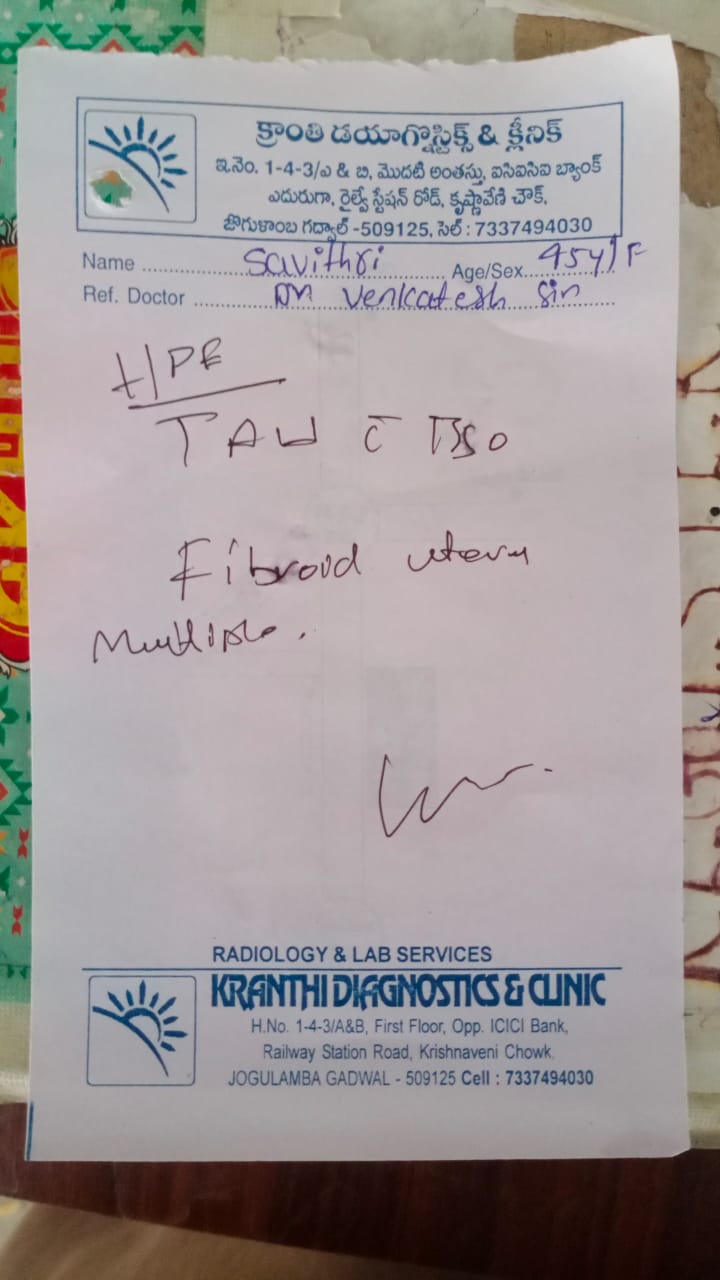 క్రాంతి డయాగ్నొస్టిక్స్ & క్లీనిక్
ఇ.నెం. 1-4-3/ఎ & బి, మొదటి అంతస్తు, ఐసిఐసిఐ బ్యాంక్
ఎదురుగా, రైల్వే స్టేషన్ రోడ్, కృష్ణావేణి చౌక్,
జొగుళాంబ గద్వాల్ -509125, సెల్ : 7337494030
Name Savithri Age/Sex 45y/F
Ref. Doctor Dr Venkatesh Sir
HPE
TAH C BSO
Fibroid uterus
Multiple.
RADIOLOGY & LAB SERVICES
KRANTHI DIAGNOSTICS & CLINIC
H.No. 1-4-3/A&B, First Floor, Opp. ICICI Bank,
Railway Station Road, Krishnaveni Chowk,
JOGULAMBA GADWAL - 509125 Cell : 7337494030